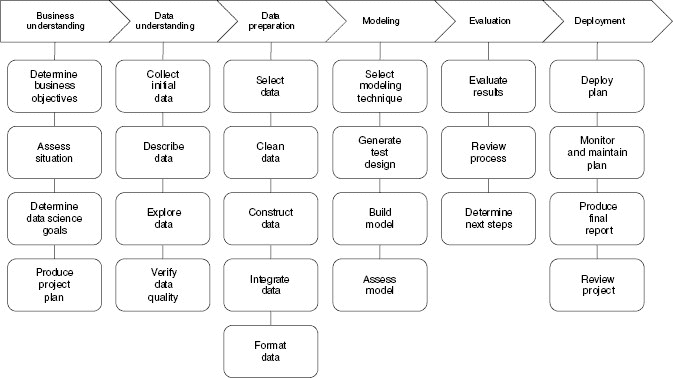 Business
understanding
Data
understanding
Data
preparation
Modeling
Evaluation
Deployment
Determine
business
objectives
Assess
situation
Determine
data science
goals
Produce
project
plan
Collect
initial
data
Describe
data
Explore
data
Verify
data
quality
Select
data
Clean
data
Construct
data
Integrate
data
Format
data
Select
modeling
technique
Generate
test
design
Build
model
Assess
model
Evaluate
results
Review
process
Determine
next steps
Deploy
plan
Monitor
and maintain
plan
Produce
final
report
Review
project